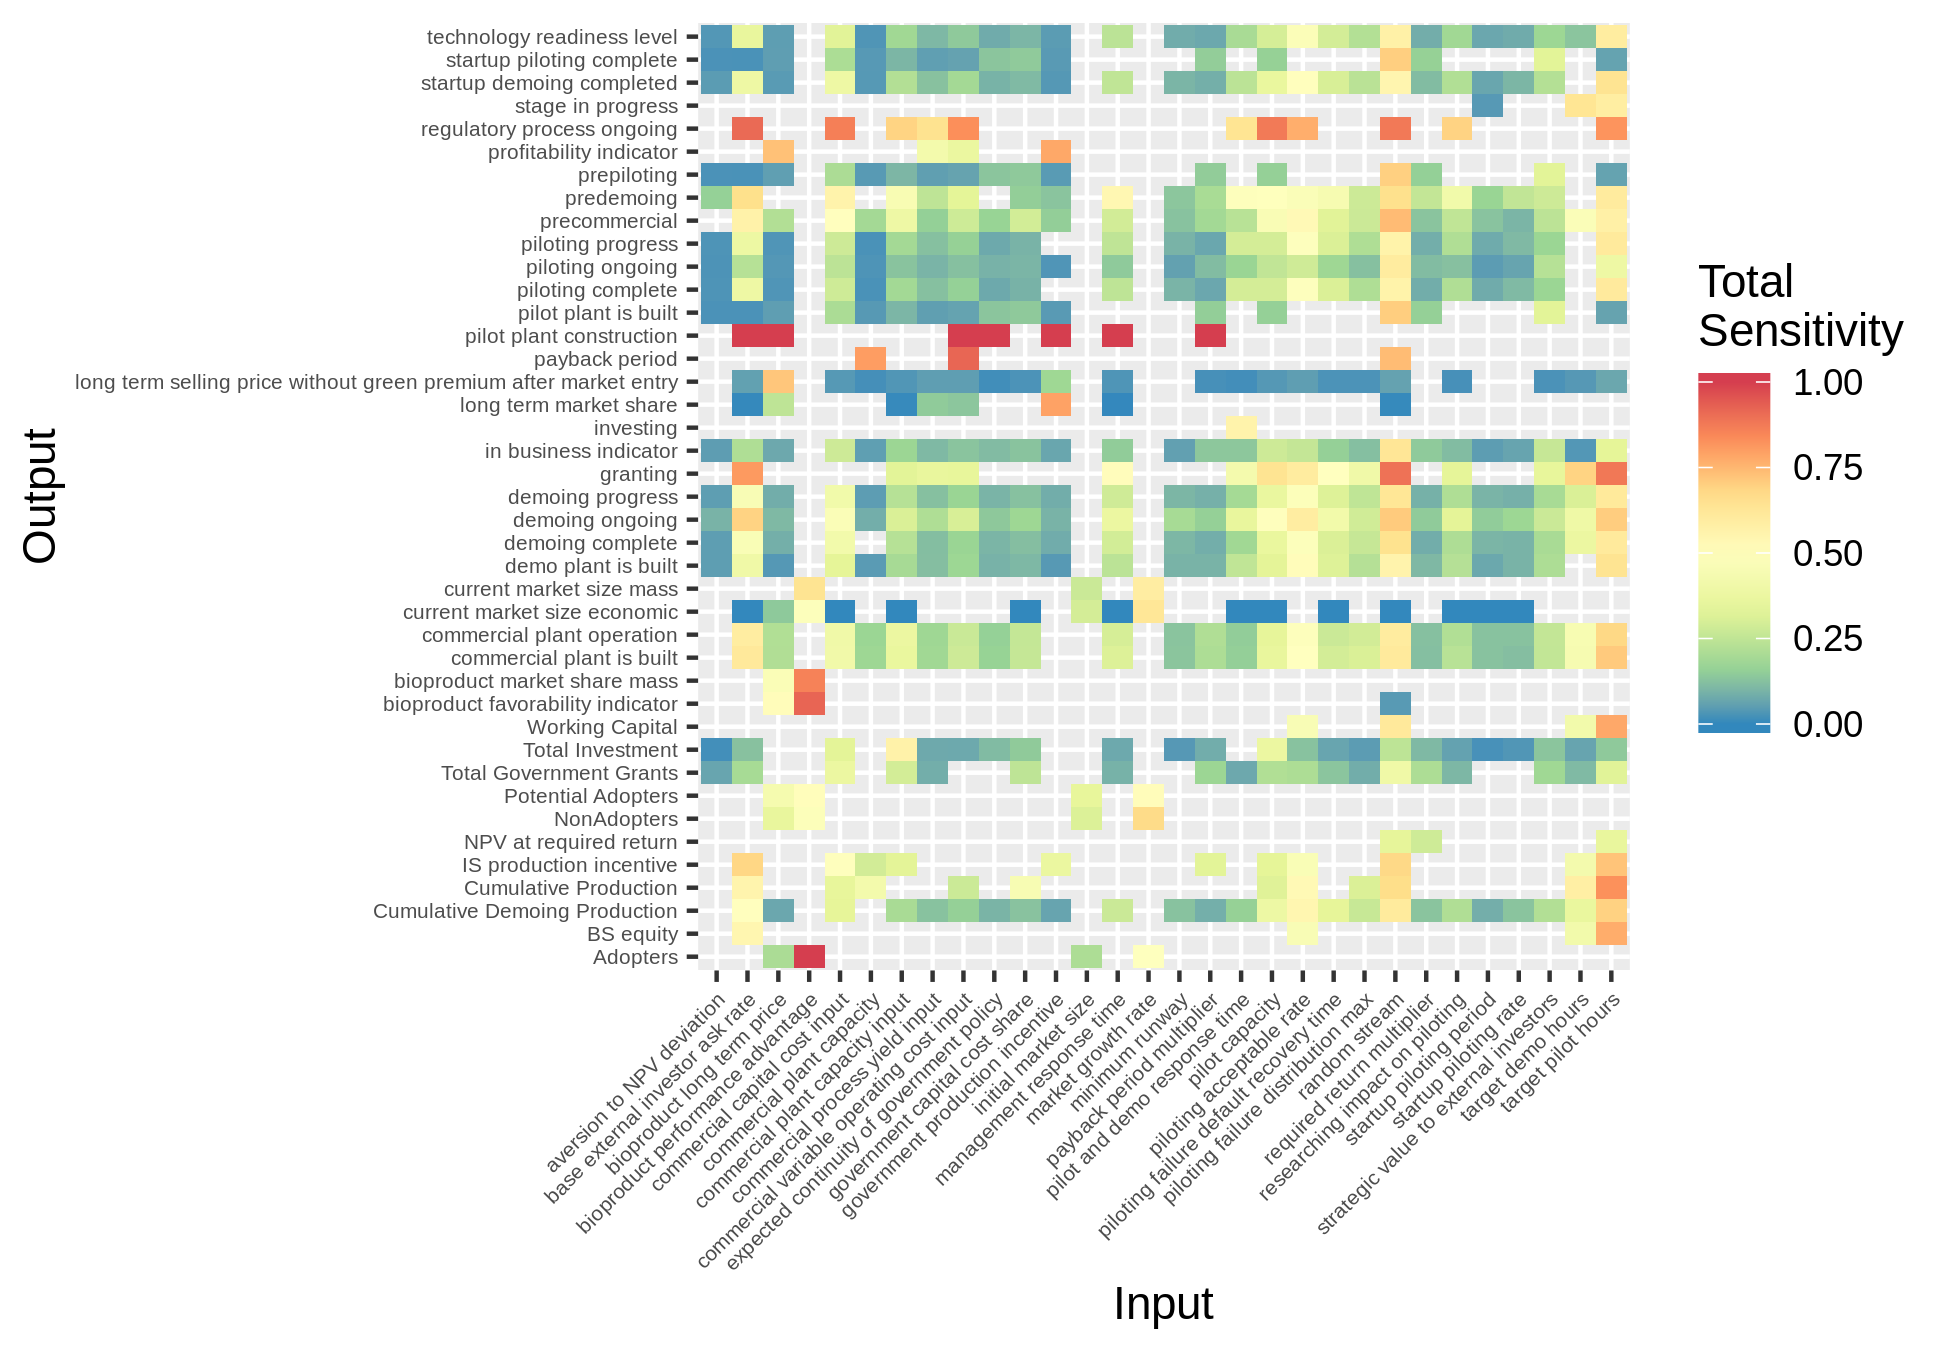 technology readiness level
startup piloting complete
startup demoing completed
stage in progress
regulatory process ongoing
profitability indicator
prepiloting
predemoing
precommercial
piloting progress
piloting ongoing
piloting complete
pilot plant is built
pilot plant construction
payback period
long term selling price without green premium after market entry
long term market share
investing
in business indicator
granting
demoing progress
demoing ongoing
demoing complete
demo plant is built
current market size mass
current market size economic
commercial plant operation
commercial plant is built
bioproduct market share mass
bioproduct favorability indicator
Working Capital
Total Investment
Total Government Grants
Potential Adopters
NonAdopters
NPV at required return
IS production incentive
Cumulative Production
Cumulative Demoing Production
BS equity
Adopters
Output
aversion to NPV deviation
base external investor ask rate
bioproduct long term price
bioproduct performance advantage
commercial capital cost input
commercial plant capacity
commercial plant capacity input
commercial process yield input
commercial variable operating cost input
expected continuity of government policy
government capital cost share
government production incentive
initial market size
management response time
market growth rate
minimum runway
payback period multiplier
pilot and demo response time
pilot capacity
piloting acceptable rate
piloting failure default recovery time
piloting failure distribution max
random stream
required return multiplier
researching impact on piloting
startup piloting period
startup piloting rate
strategic value to external investors
target demo hours
target pilot hours
Input
Total
Sensitivity
1.00
0.75
0.50
0.25
0.00